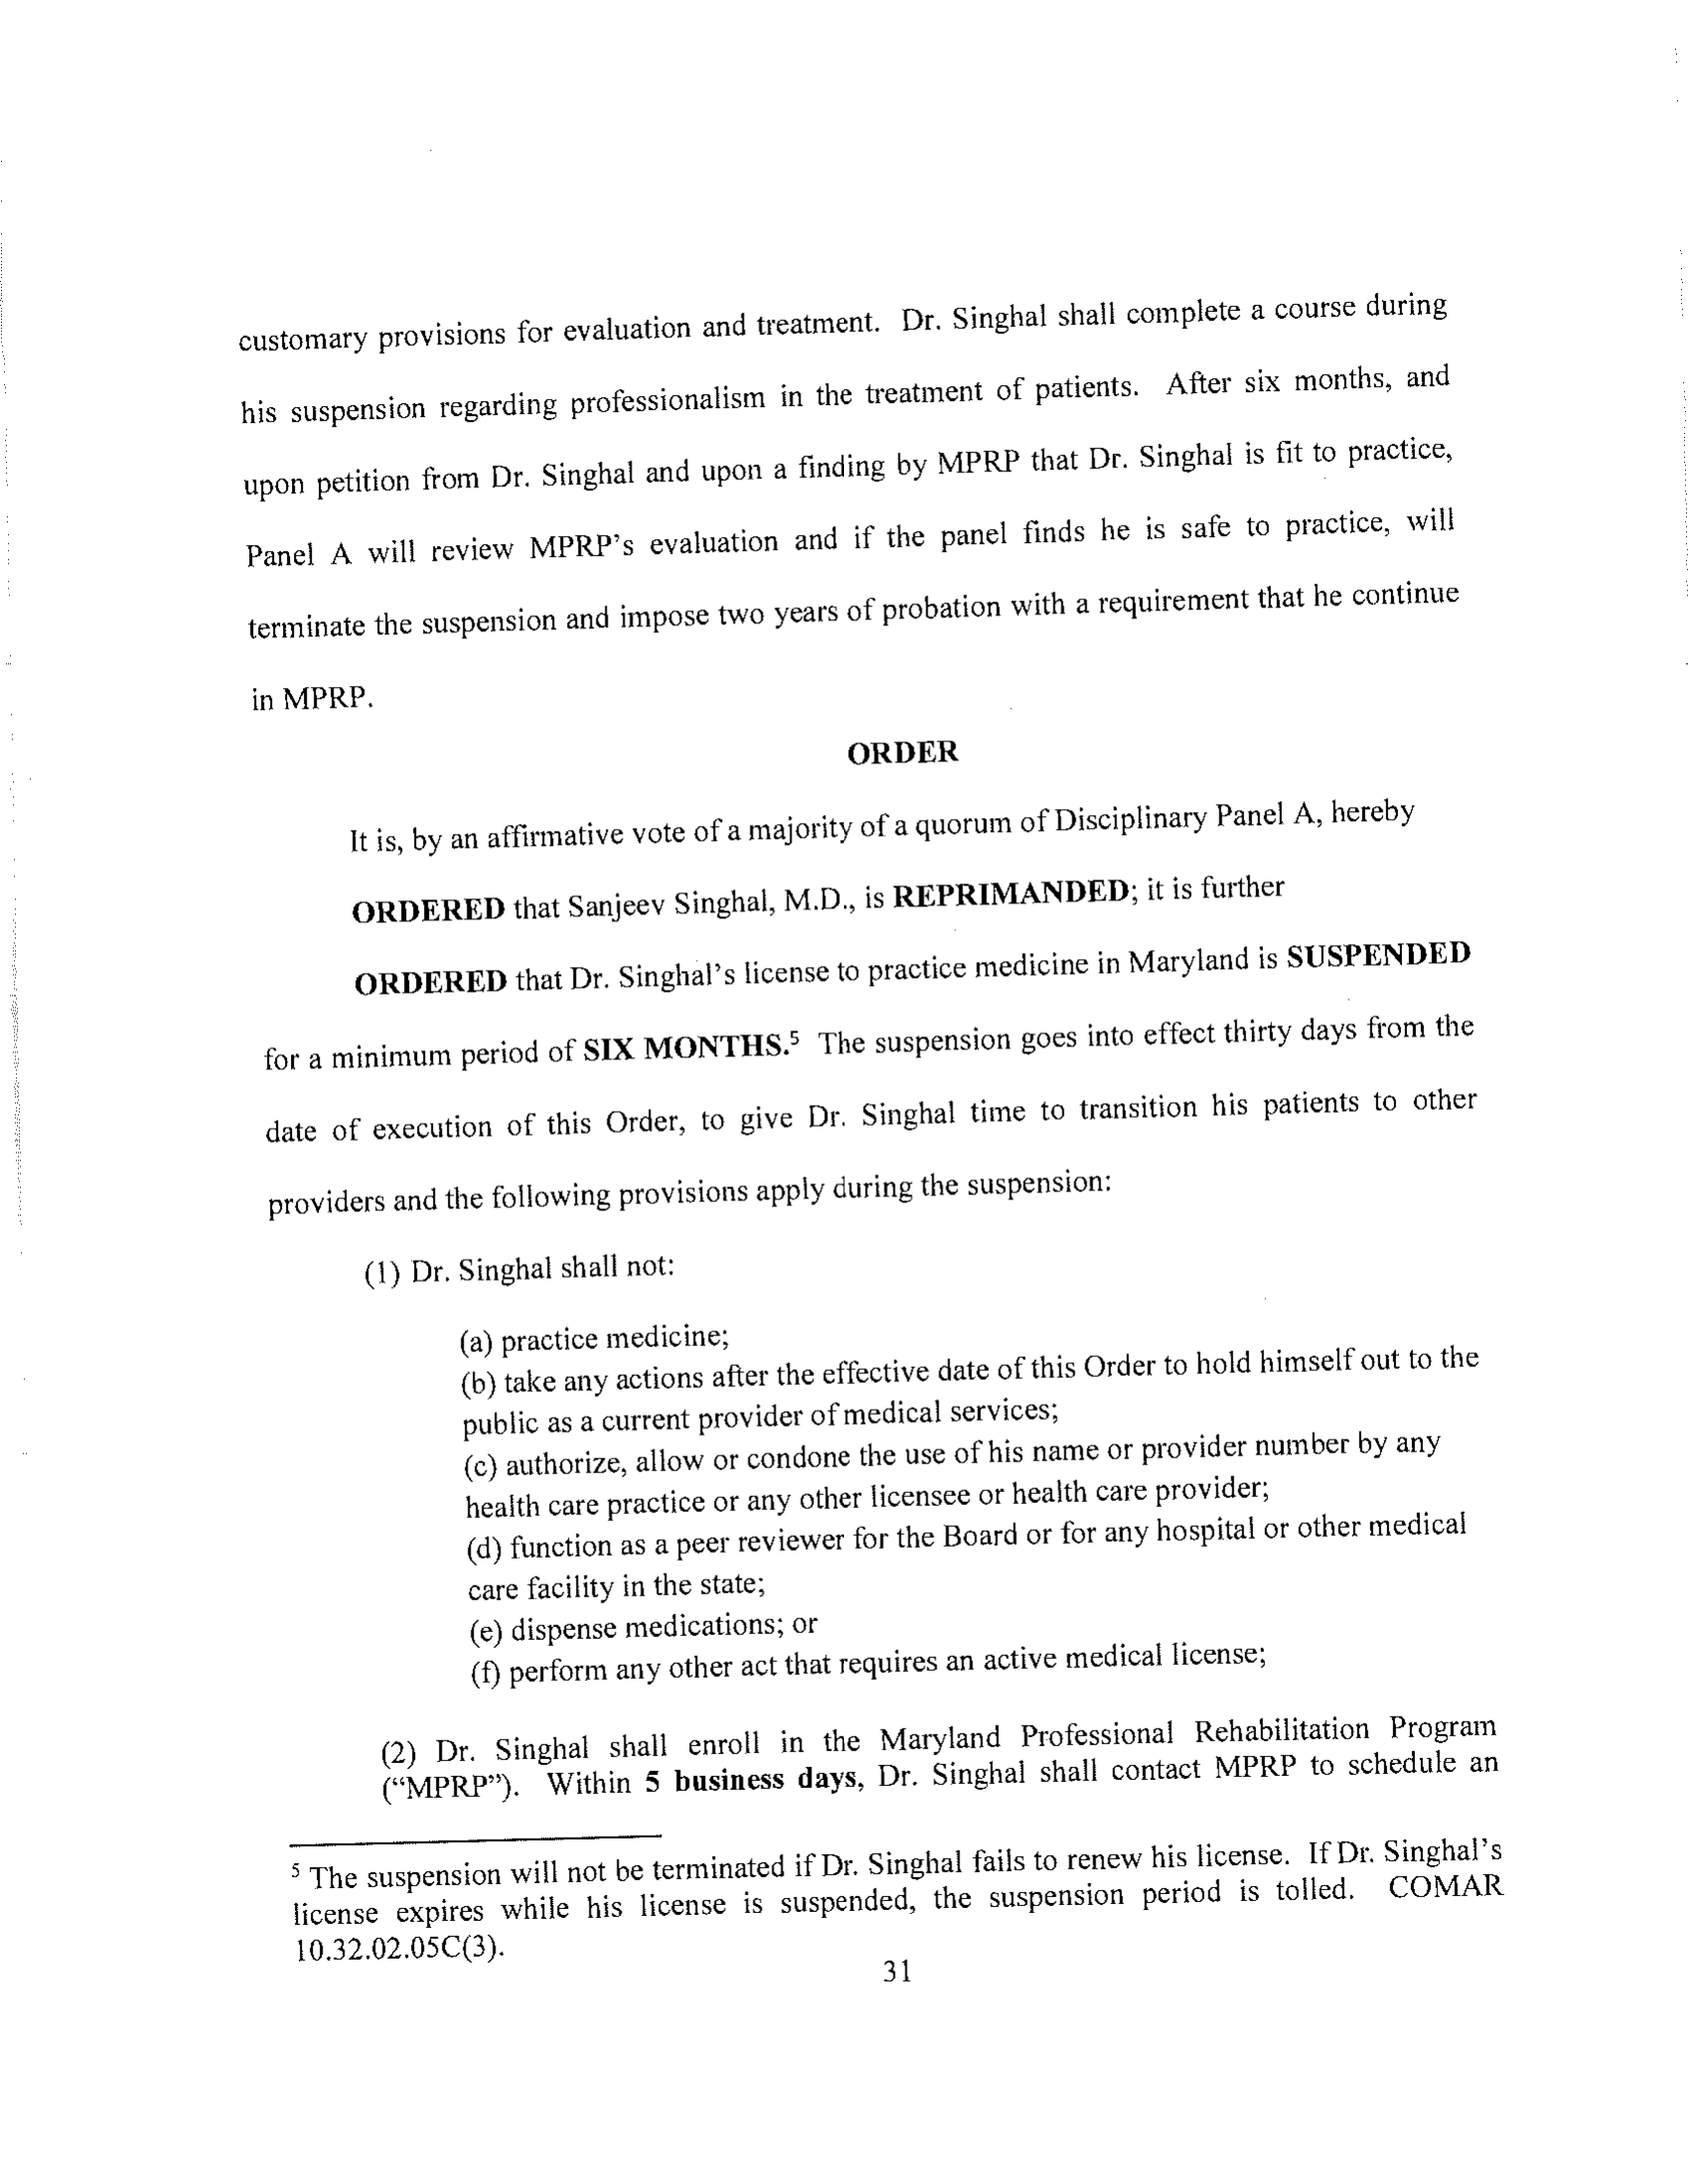 customary provisions for evaluation and treatment. Dr. Singhal shall complete a course during
his suspension regarding professionalism in the treatment of patients. After six months, and
upon petition from Dr. Singhal and upon a finding by MPRP that Dr. Singhal is fit to practice,
Panel A will review MPRP's evaluation and if the panel finds he is safe to practice, will
terminate the suspension and impose two years of probation with a requirement that he continue
in MPRP.
ORDER
It is, by an affirmative vote of a majority of a quorum of Disciplinary Panel A, hereby
ORDERED that Sanjeev Singhal, M.D., is REPRIMANDED; it is further
ORDERED that Dr. Singhal's license to practice medicine in Maryland is SUSPENDED
for a minimum period of SIX MONTHS.⁵ The suspension goes into effect thirty days from the
date of execution of this Order, to give Dr. Singhal time to transition his patients to other
providers and the following provisions apply during the suspension:
(1) Dr. Singhal shall not:
(a) practice medicine;
(b) take any actions after the effective date of this Order to hold himself out to the
public as a current provider of medical services;
(c) authorize, allow or condone the use of his name or provider number by any
health care practice or any other licensee or health care provider;
(d) function as a peer reviewer for the Board or for any hospital or other medical
care facility in the state;
(e) dispense medications; or
(f) perform any other act that requires an active medical license;
(2) Dr. Singhal shall enroll in the Maryland Professional Rehabilitation Program
("MPRP"). Within 5 business days, Dr. Singhal shall contact MPRP to schedule an
⁵ The suspension will not be terminated if Dr. Singhal fails to renew his license. If Dr. Singhal's
license expires while his license is suspended, the suspension period is tolled. COMAR
10.32.02.05C(3).
31